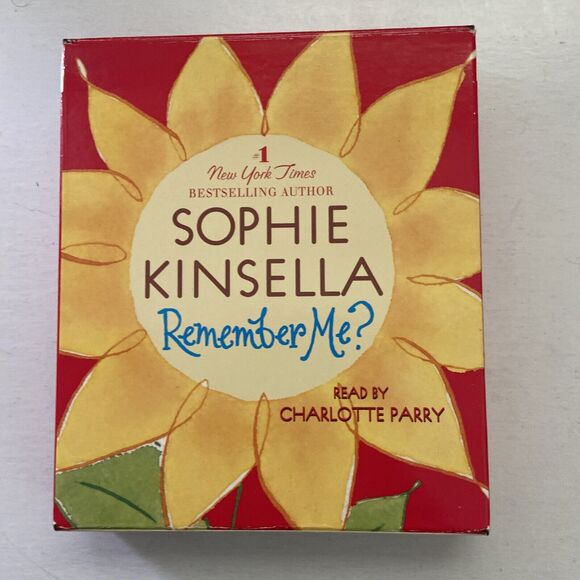 #1
New York Times
BESTSELLING AUTHOR
SOPHIE
KINSELLA
Remember Me?
READ BY
CHARLOTTE PARRY